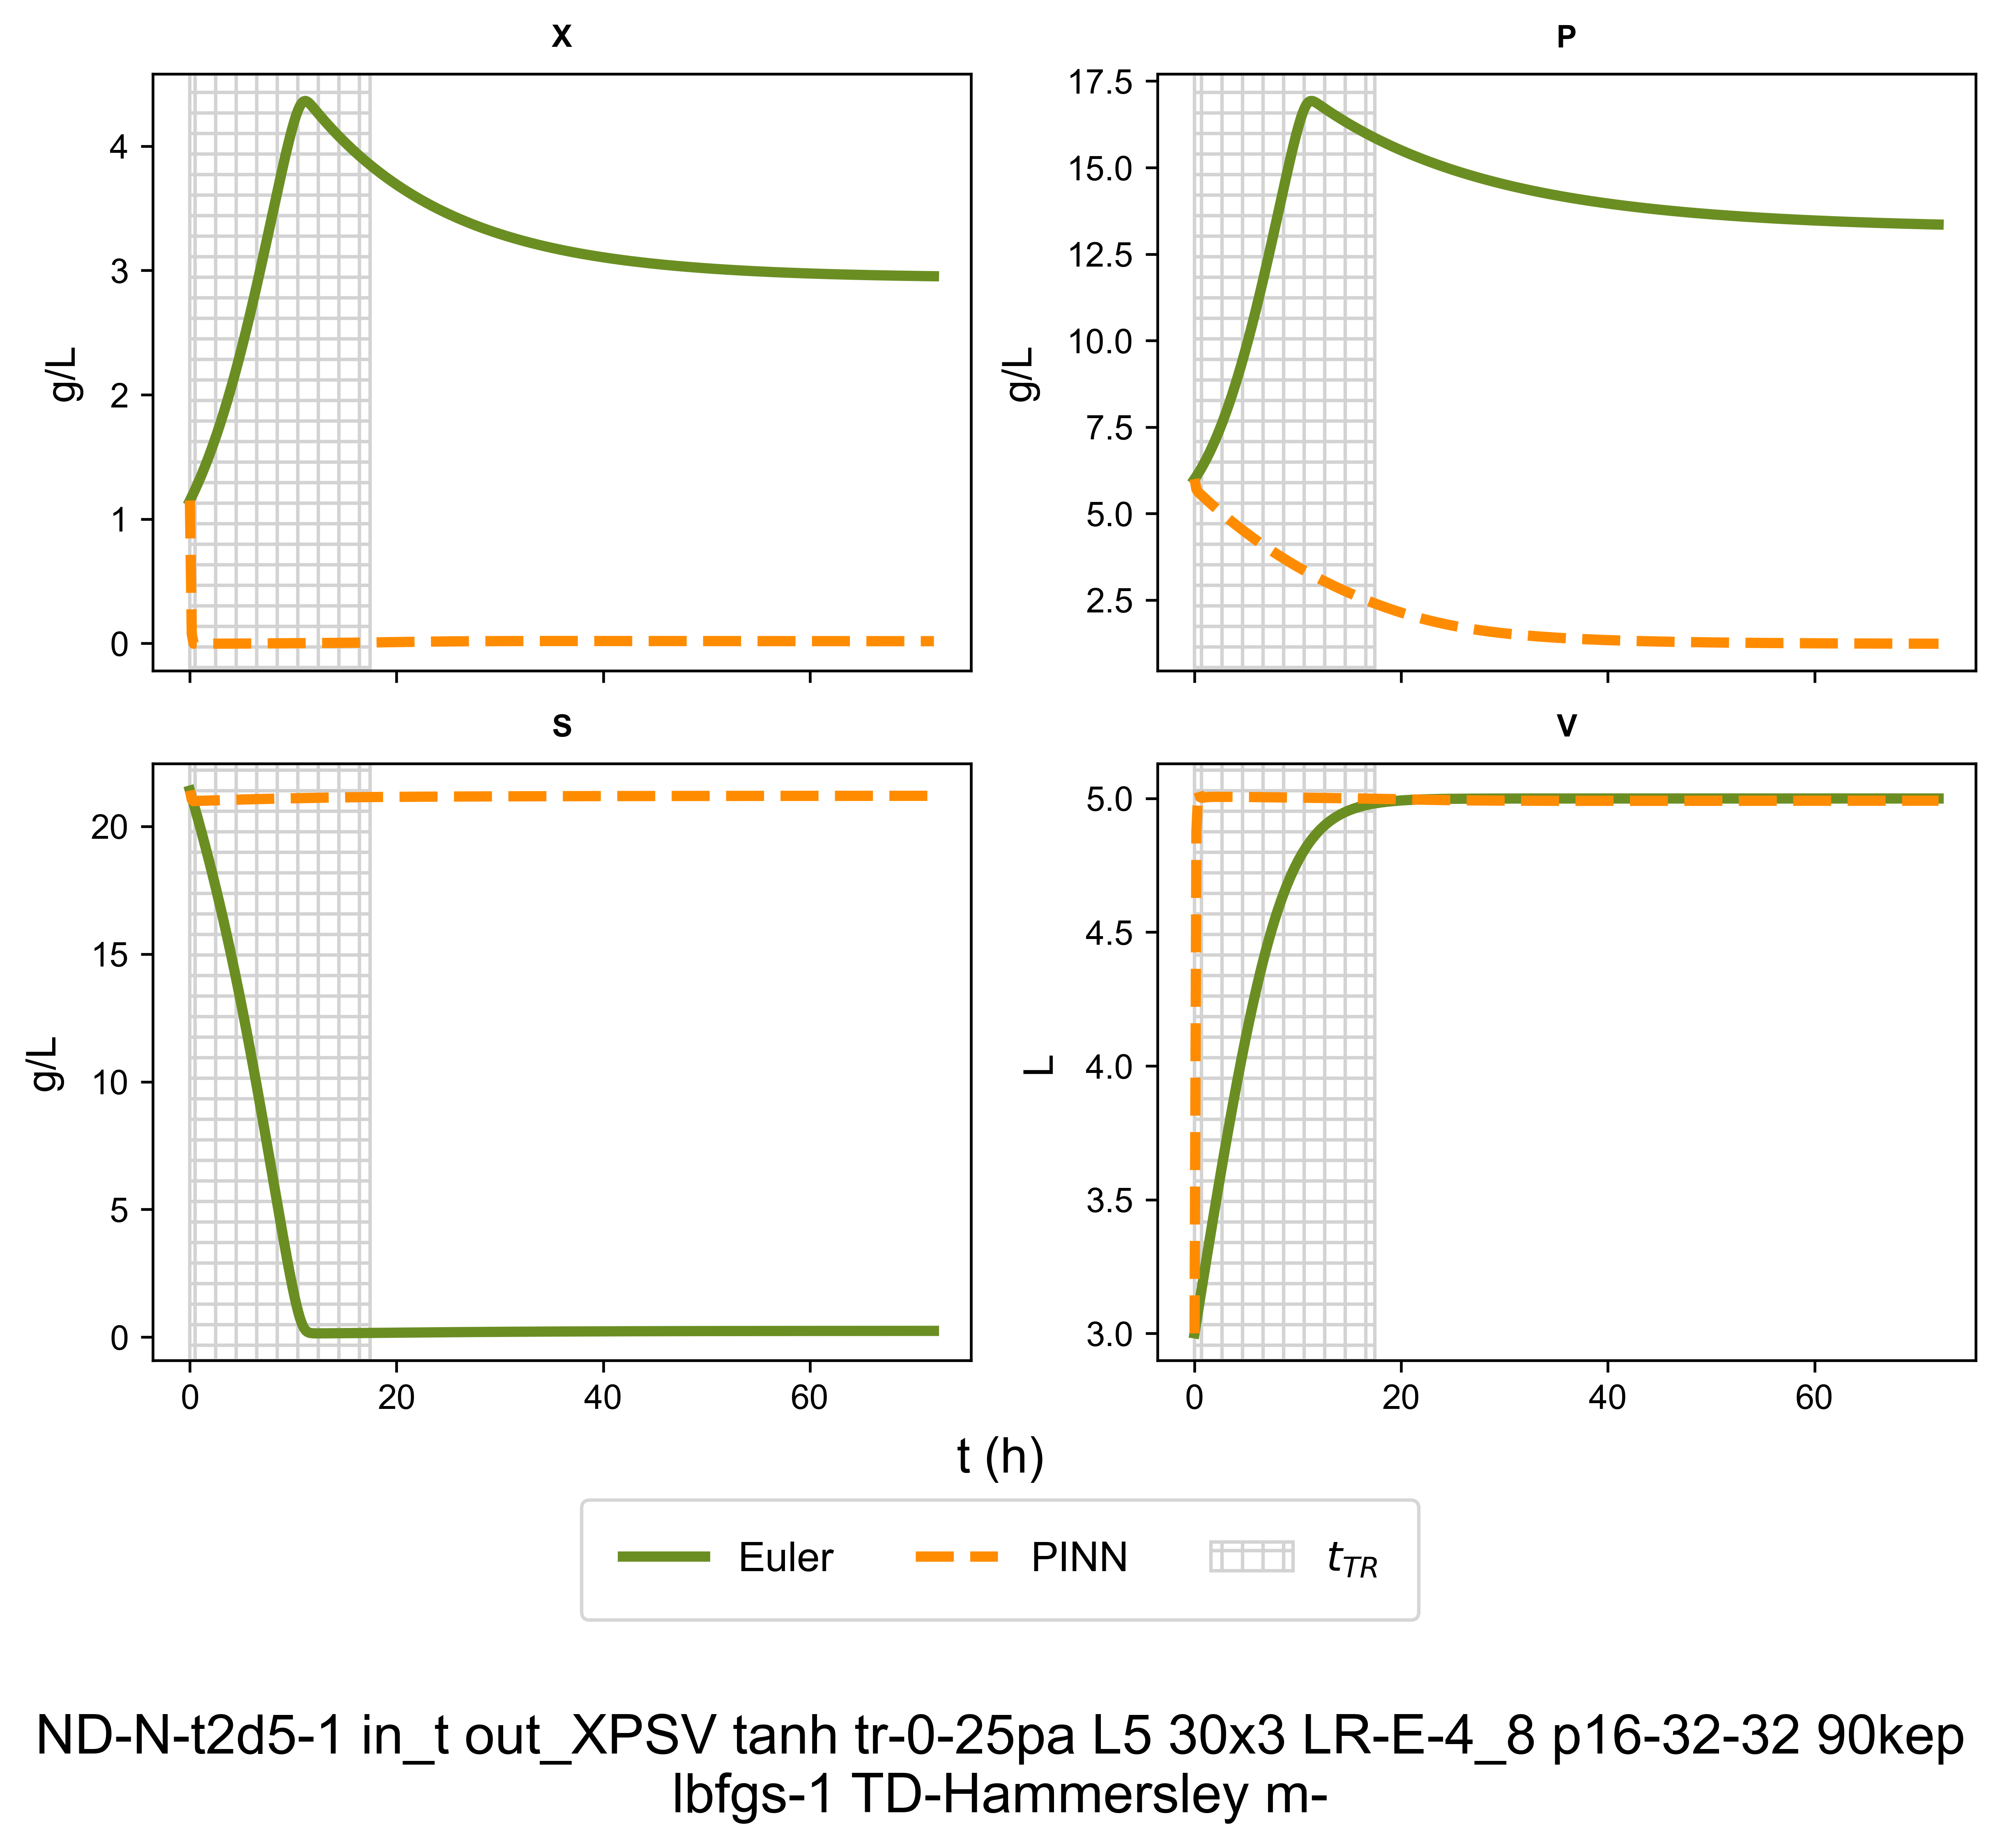 X
P
4
3
2
1
0
g/L
17.5
15.0
12.5
10.0
7.5
5.0
2.5
g/L
S
V
20
15
10
5
0
g/L
0
20
40
60
5.0
4.5
4.0
3.5
3.0
L
0
20
40
60
t (h)
Euler
PINN
t_TR
ND-N-t2d5-1 in_t out_XPSV tanh tr-0-25pa L5 30x3 LR-E-4_8 p16-32-32 90kep
lbfgs-1 TD-Hammersley m-